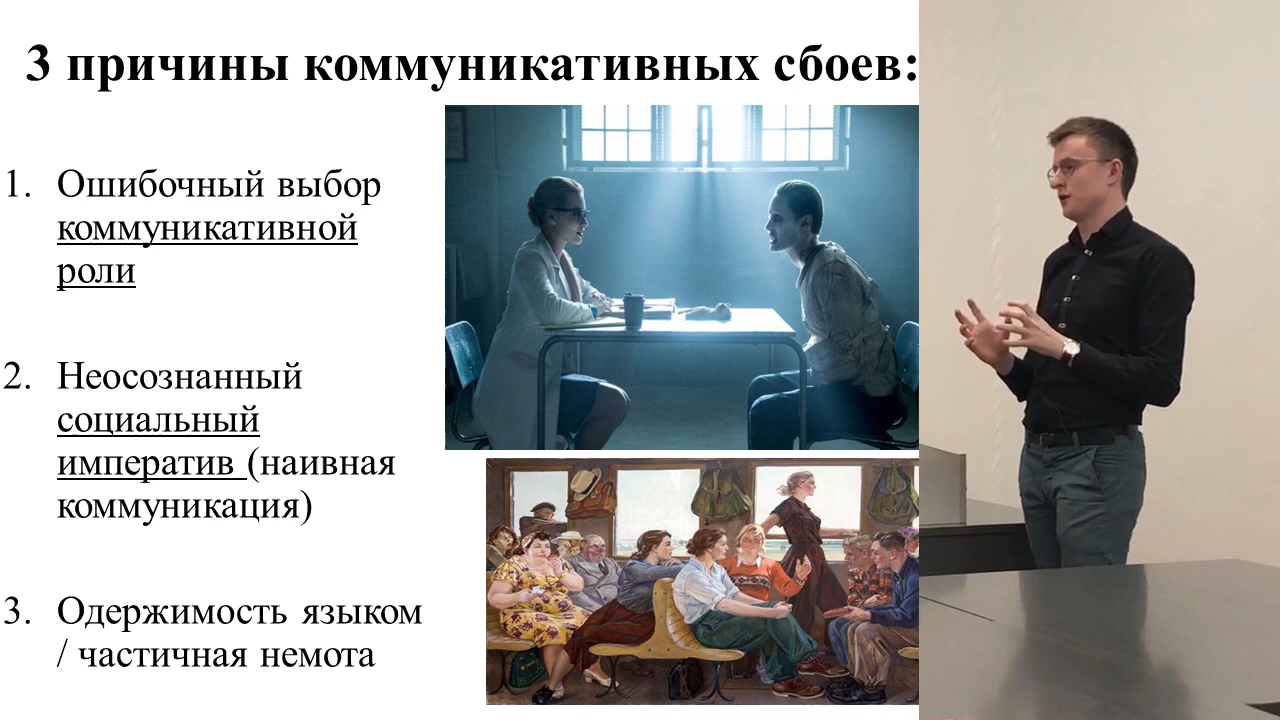 3 причины коммуникативных сбоев:
1. Ошибочный выбор
коммуникативной
роли
2. Неосознанный
социальный
императив (наивная
коммуникация)
3. Одержимость языком
/ частичная немота